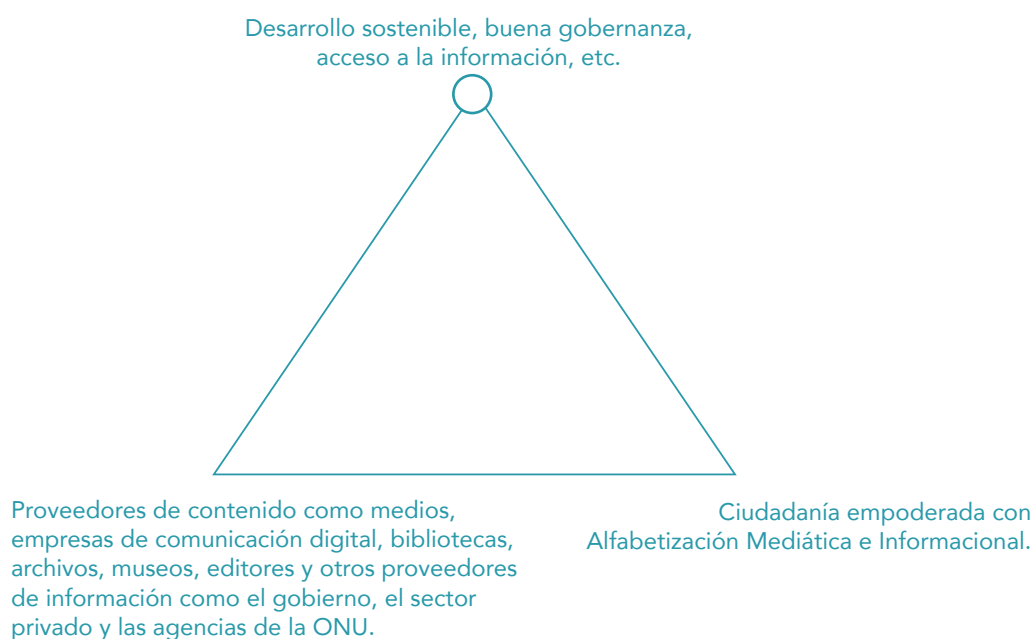 Desarrollo sostenible, buena gobernanza,
acceso a la información, etc.
Proveedores de contenido como medios,
empresas de comunicación digital, bibliotecas,
archivos, museos, editores y otros proveedores
de información como el gobierno, el sector
privado y las agencias de la ONU.
Ciudadanía empoderada con
Alfabetización Mediática e Informacional.